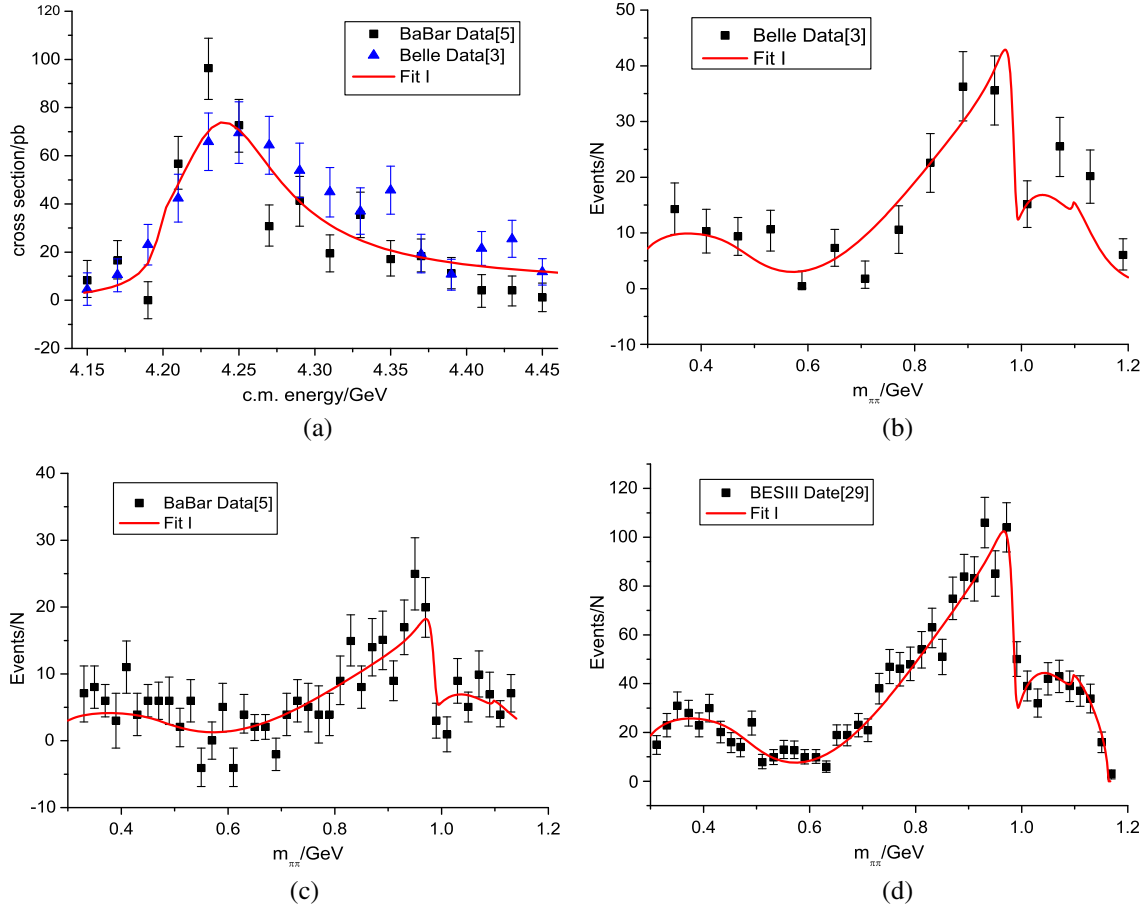 BaBar Data[5]
Belle Data[3]
Fit I
120
100
80
60
40
20
0
-20
cross section/pb
4.15
4.20
4.25
4.30
4.35
4.40
4.45
c.m. energy/GeV
(a)
Belle Data[3]
Fit I
50
40
30
20
10
0
-10
Events/N
0.4
0.6
0.8
1.0
1.2
mππ/GeV
(b)
BaBar Data[5]
Fit I
40
30
20
10
0
-10
Events/N
0.4
0.6
0.8
1.0
1.2
mππ/GeV
(c)
BESIII Date[29]
Fit I
120
100
80
60
40
20
0
Events/N
0.4
0.6
0.8
1.0
1.2
mππ/GeV
(d)